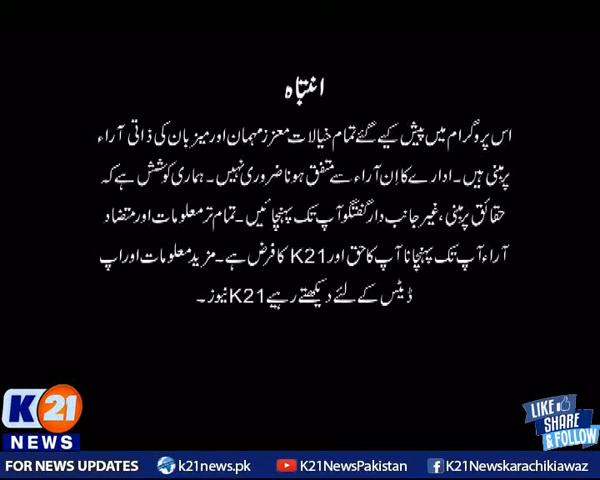 انتباہ
اس پروگرام میں پیش کیے گئے تمام خیالات معزز مہمان اور میزبان کی ذاتی آراء
پر مبنی ہیں۔ ادارے کا اِن آراء سے متفق ہونا ضروری نہیں۔ ہماری کوشش ہے کہ
حقائق پر مبنی، غیر جانب دار گفتگو آپ تک پہنچائیں۔ تمام تر معلومات اور متضاد
آراء آپ تک پہنچانا آپ کا حق اور K21 کا فرض ہے۔ مزید معلومات اور اپ
ڈیٹس کے لئے دیکھتے رہیے K21 نیوز۔
K21
NEWS
LIKE
SHARE
& FOLLOW
FOR NEWS UPDATES k21news.pk K21NewsPakistan K21Newskarachikiawaz